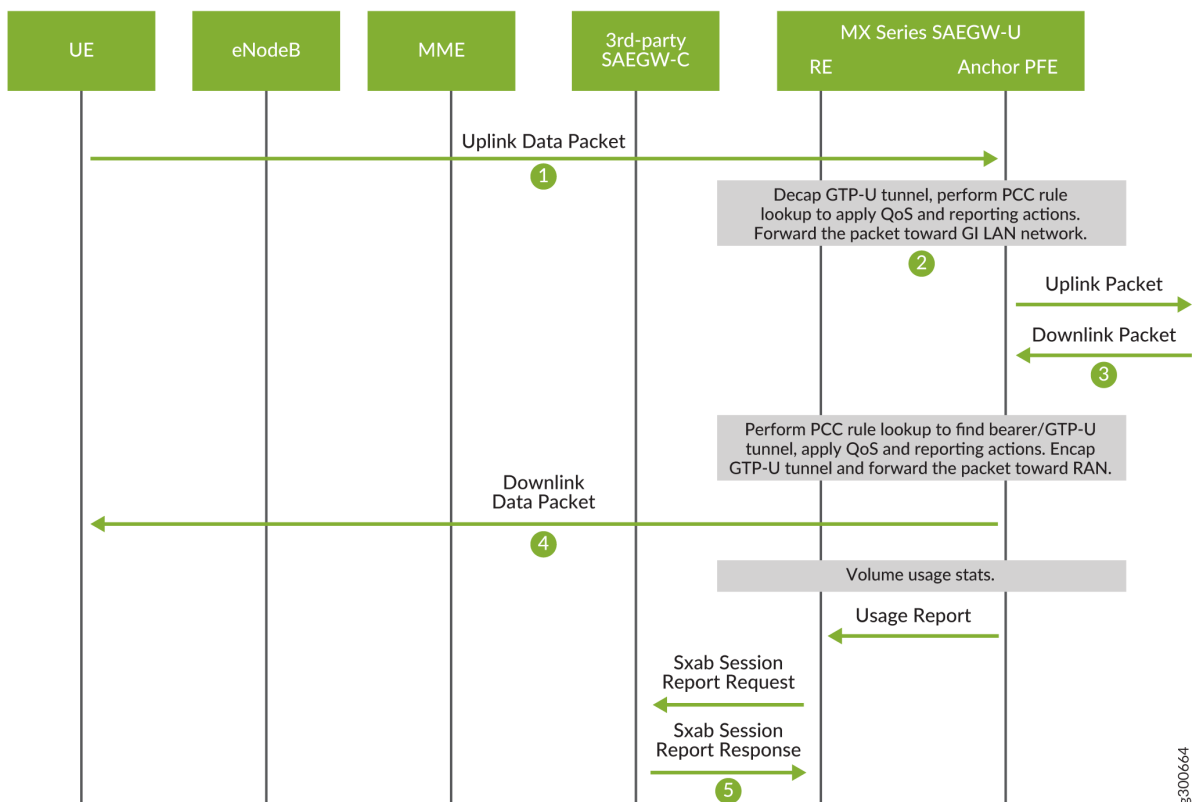 UE
eNodeB
MME
3rd-party
SAEGW-C
MX Series SAEGW-U
RE
Anchor PFE
Uplink Data Packet
1
Decap GTP-U tunnel, perform PCC rule
lookup to apply QoS and reporting actions.
Forward the packet toward GI LAN network.
2
Uplink Packet
Downlink Packet
3
Perform PCC rule lookup to find bearer/GTP-U
tunnel, apply QoS and reporting actions. Encap
GTP-U tunnel and forward the packet toward RAN.
Downlink
Data Packet
4
Volume usage stats.
Usage Report
Sxab Session
Report Request
Sxab Session
Report Response
5
g300664